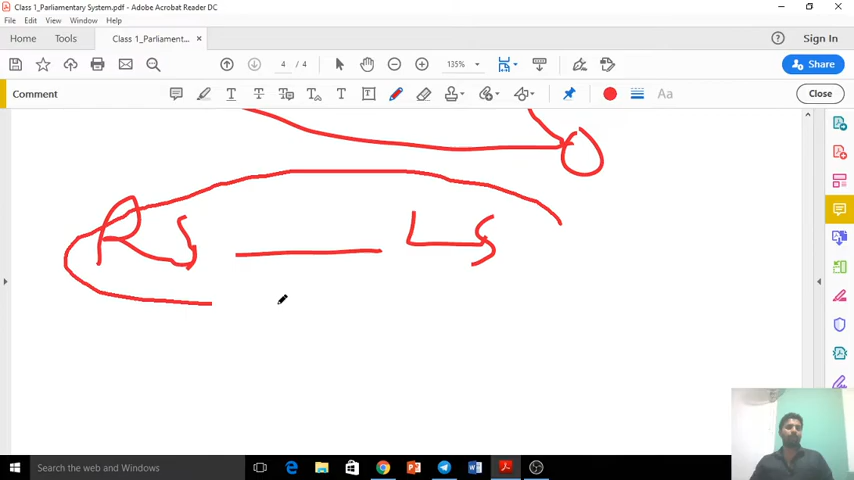 Class 1_Parliamentary System.pdf - Adobe Acrobat Reader DC
File Edit View Window Help
Home Tools Class 1_Parliament... × Sign In
4 / 4 135%
Comment Aa Close
Share
RS LS
Search the web and Windows